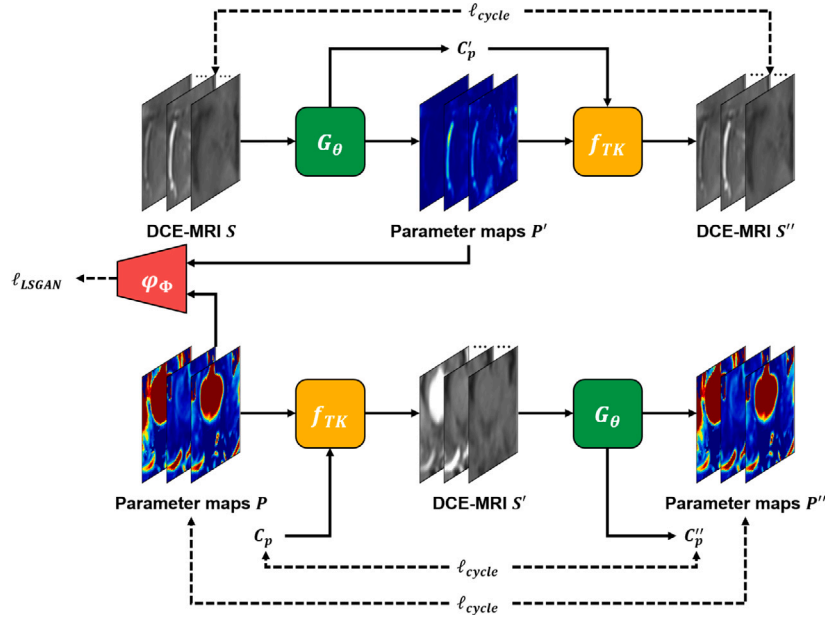 ℓcycle
... ...
C′p
Gθ
fTK
DCE-MRI S
Parameter maps P′
DCE-MRI S′′
ℓLSGAN
φΦ
... ...
fTK
Gθ
Parameter maps P
DCE-MRI S′
Parameter maps P′′
Cp
C′′p
ℓcycle
ℓcycle